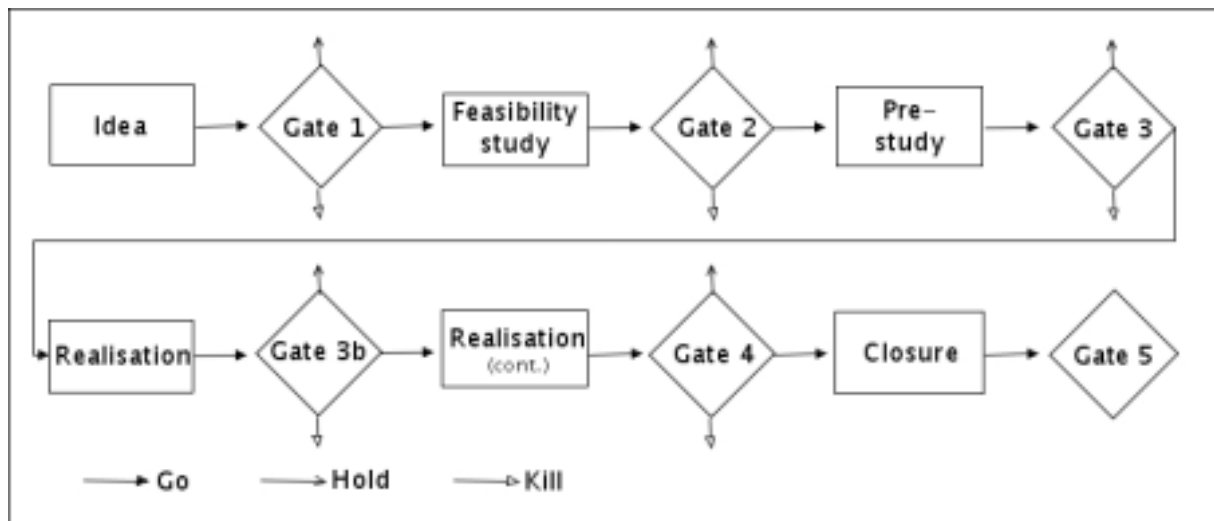 Idea
Gate 1
Feasibility
study
Gate 2
Pre-
study
Gate 3
Realisation
Gate 3b
Realisation
(cont.)
Gate 4
Closure
Gate 5
Go
Hold
Kill